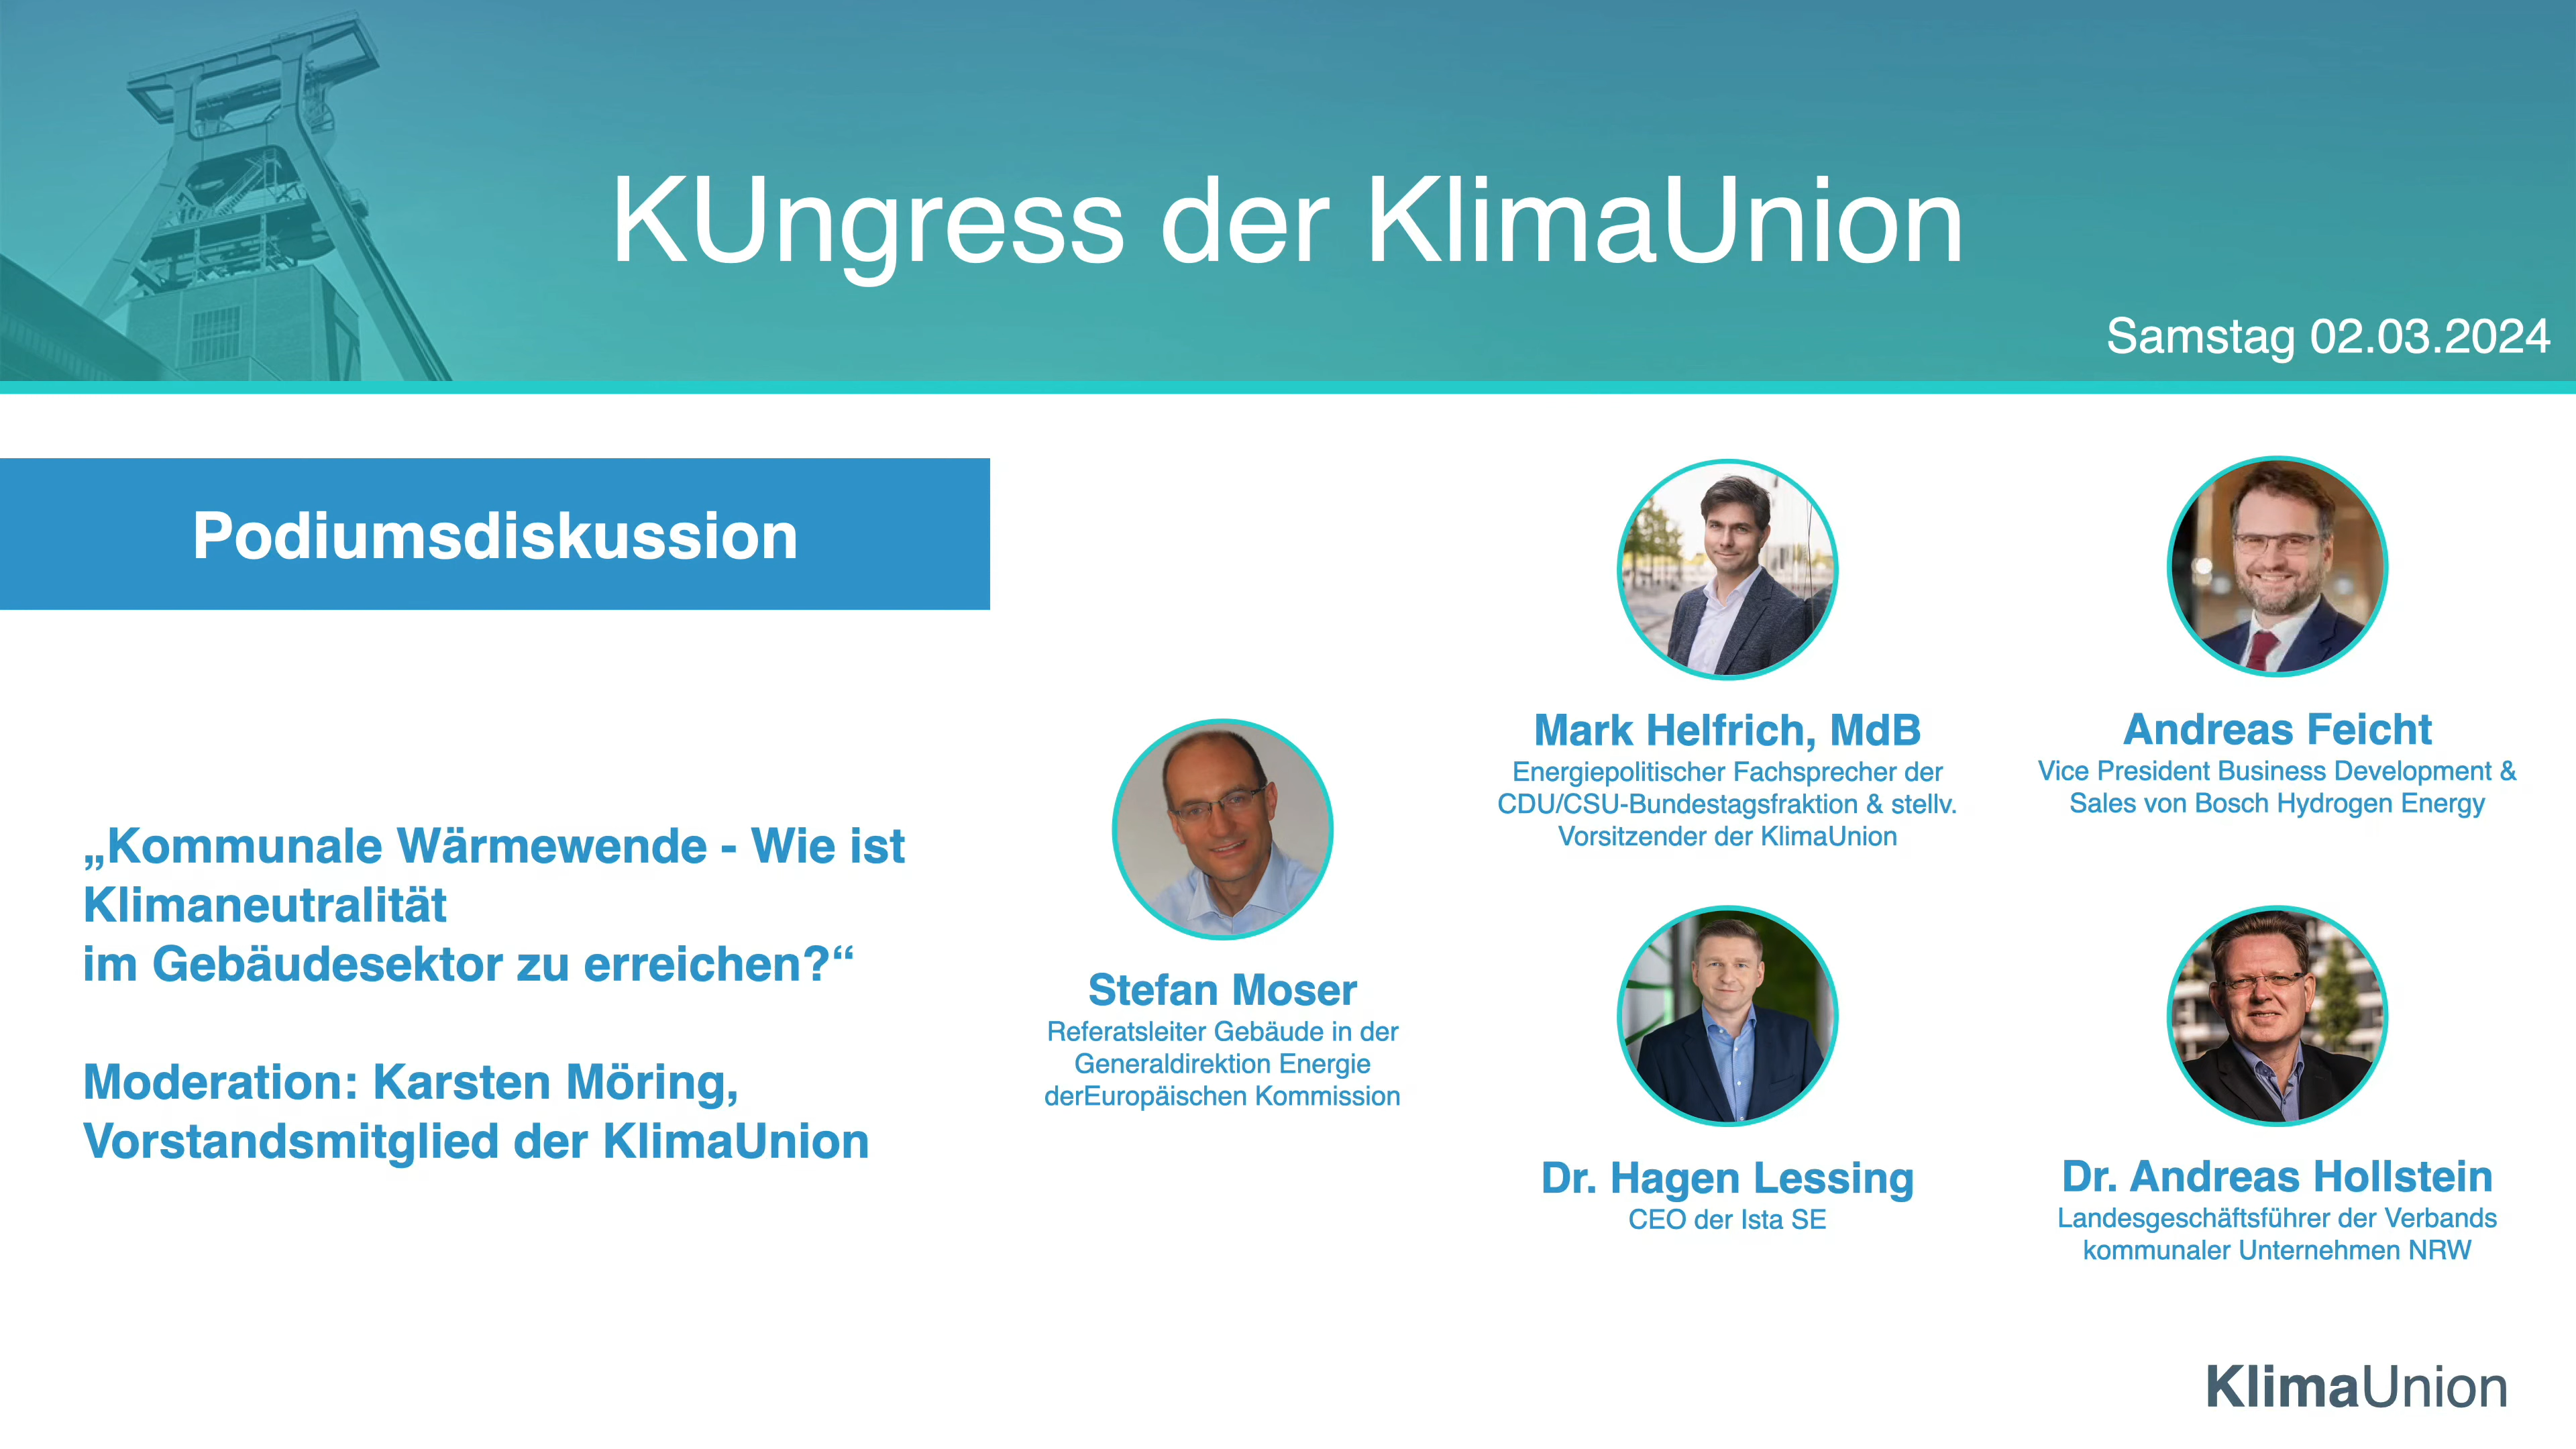 KUngress der KlimaUnion
Samstag 02.03.2024
Podiumsdiskussion
„Kommunale Wärmewende - Wie ist
Klimaneutralität
im Gebäudesektor zu erreichen?“
Moderation: Karsten Möring,
Vorstandsmitglied der KlimaUnion
Stefan Moser
Referatsleiter Gebäude in der
Generaldirektion Energie
derEuropäischen Kommission
Mark Helfrich, MdB
Energiepolitischer Fachsprecher der
CDU/CSU-Bundestagsfraktion & stellv.
Vorsitzender der KlimaUnion
Andreas Feicht
Vice President Business Development &
Sales von Bosch Hydrogen Energy
Dr. Hagen Lessing
CEO der Ista SE
Dr. Andreas Hollstein
Landesgeschäftsführer der Verbands
kommunaler Unternehmen NRW
KlimaUnion